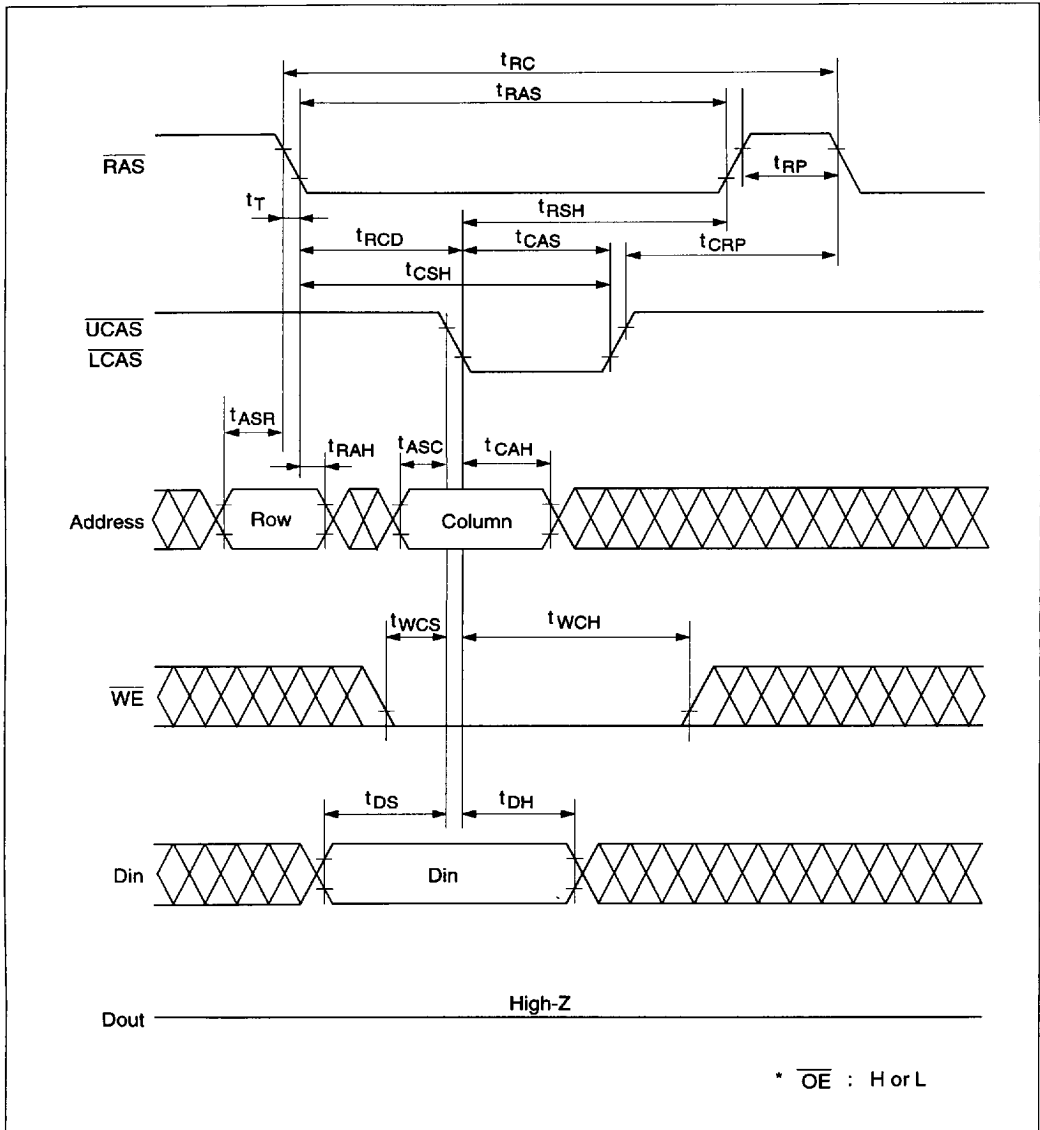 tRC
tRAS
RAS
tRP
tT
tRSH
tRCD
tCAS
tCRP
tCSH
UCAS
LCAS
tASR
tRAH
tASC
tCAH
Address
Row
Column
tWCS
tWCH
WE
tDS
tDH
Din
Din
High-Z
Dout
* OE : H or L